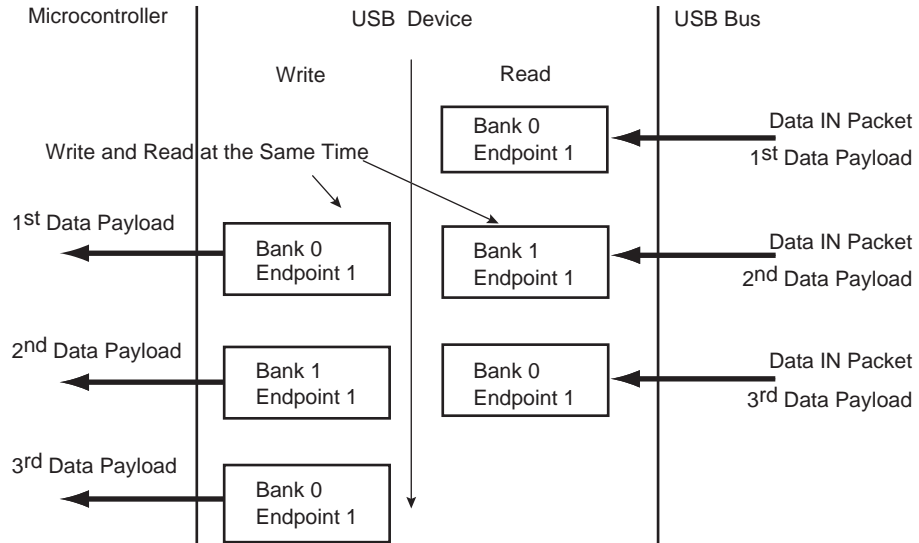 Microcontroller
USB Device
USB Bus
Write
Read
Bank 0
Endpoint 1
Data IN Packet
1st Data Payload
Write and Read at the Same Time
1st Data Payload
Bank 0
Endpoint 1
Bank 1
Endpoint 1
Data IN Packet
2nd Data Payload
2nd Data Payload
Bank 1
Endpoint 1
Bank 0
Endpoint 1
Data IN Packet
3rd Data Payload
3rd Data Payload
Bank 0
Endpoint 1